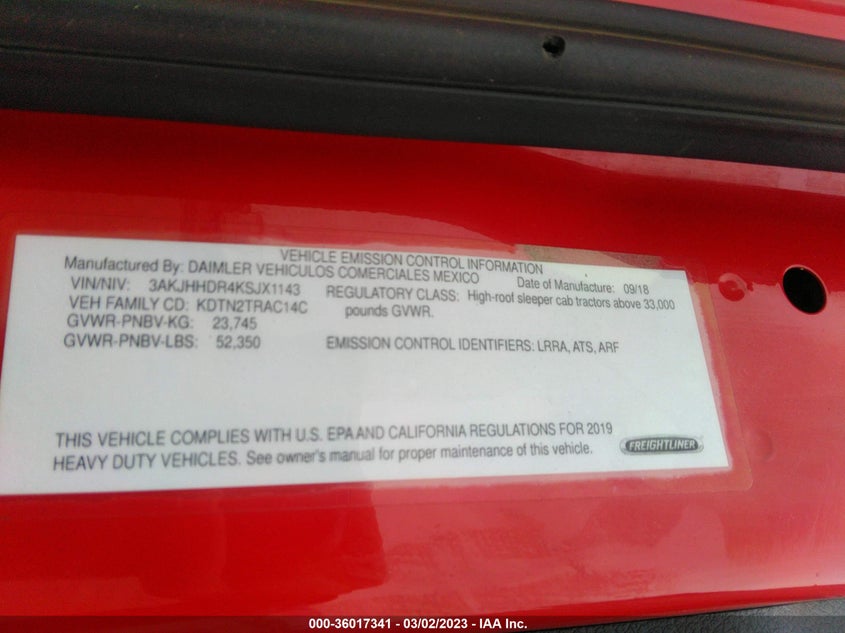 VEHICLE EMISSION CONTROL INFORMATION
Manufactured By: DAIMLER VEHICULOS COMERCIALES MEXICO Date of Manufacture: 09/18
VIN/NIV: 3AKJHHDR4KSJX1143 REGULATORY CLASS: High-roof sleeper cab tractors above 33,000
VEH FAMILY CD: KDTN2TRAC14C pounds GVWR.
GVWR-PNBV-KG: 23,745
GVWR-PNBV-LBS: 52,350 EMISSION CONTROL IDENTIFIERS: LRRA, ATS, ARF
THIS VEHICLE COMPLIES WITH U.S. EPA AND CALIFORNIA REGULATIONS FOR 2019
HEAVY DUTY VEHICLES. See owner's manual for proper maintenance of this vehicle.
FREIGHTLINER
000-36017341 — 03/02/2023 — IAA Inc.